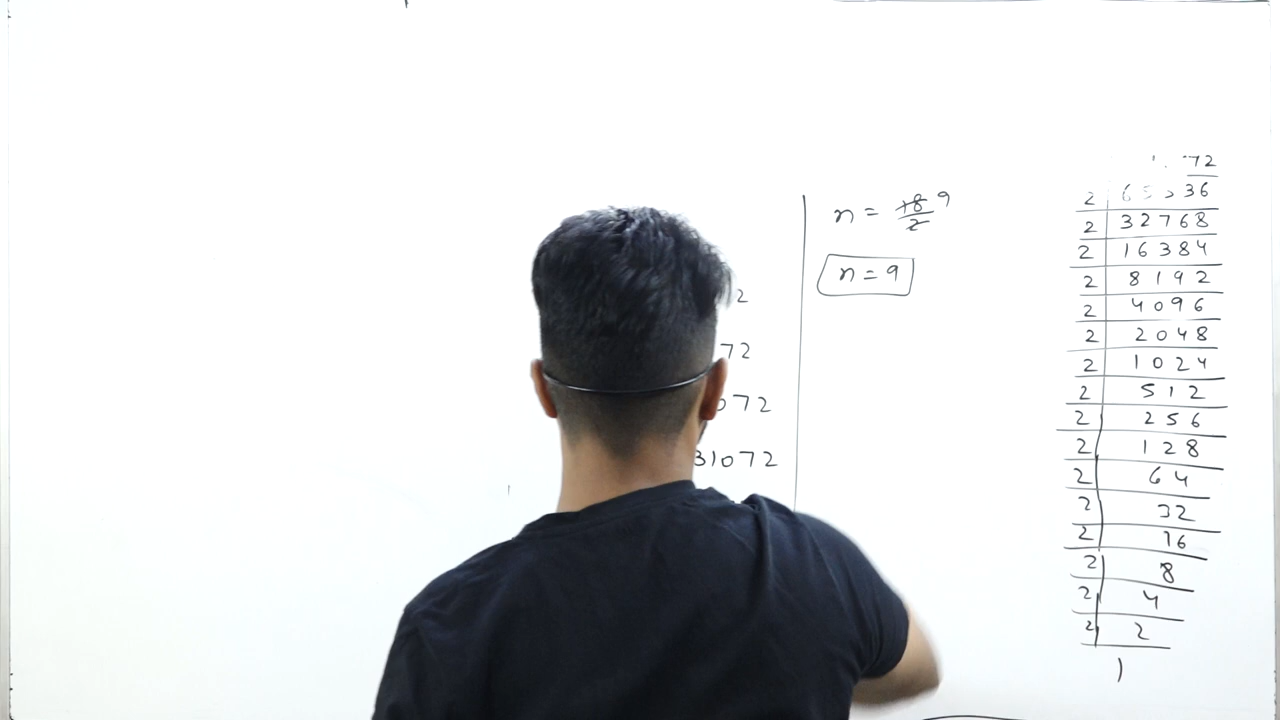 2
72
072
31072
n = 18/2 9
n = 9
72
2 | 65536
2 | 32768
2 | 16384
2 | 8192
2 | 4096
2 | 2048
2 | 1024
2 | 512
2 | 256
2 | 128
2 | 64
2 | 32
2 | 16
2 | 8
2 | 4
2 | 2
1